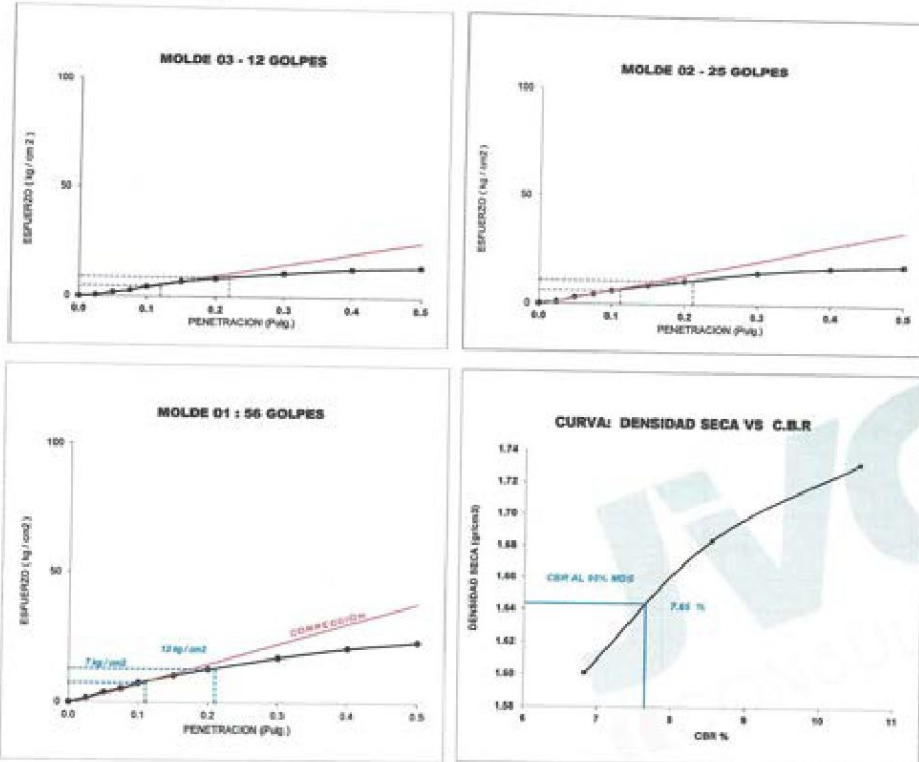 MOLDE 03 - 12 GOLPES
100
50
0
ESFUERZO ( kg / cm 2 )
0.0 0.1 0.2 0.3 0.4 0.5
PENETRACION (Pulg.)
MOLDE 02 - 25 GOLPES
100
50
0
ESFUERZO ( kg / cm2 )
0.0 0.1 0.2 0.3 0.4 0.5
PENETRACION (Pulg.)
MOLDE 01 : 56 GOLPES
100
50
0
ESFUERZO ( kg / cm2 )
CORRECCION
12 kg / cm2
7 kg / cm2
0.0 0.1 0.2 0.3 0.4 0.5
PENETRACION (Pulg.)
CURVA: DENSIDAD SECA VS C.B.R
1.74
1.72
1.70
1.68
1.66
1.64
1.62
1.60
1.58
DENSIDAD SECA (gr/cm3)
CBR AL 95% MDS
7.65 %
6 7 8 9 10 11
CBR %
JVC